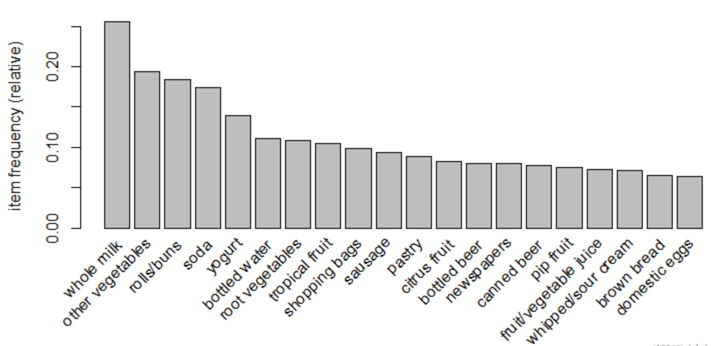 item frequency (relative)
0.20
0.10
0.00
whole milk
other vegetables
rolls/buns
soda
yogurt
bottled water
root vegetables
tropical fruit
shopping bags
sausage
pastry
citrus fruit
bottled beer
newspapers
canned beer
pip fruit
fruit/vegetable juice
whipped/sour cream
brown bread
domestic eggs